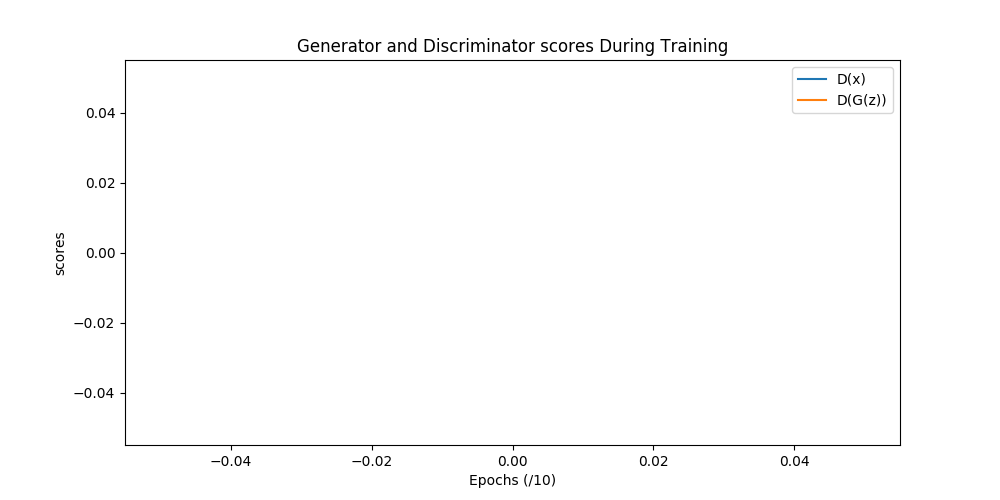 Generator and Discriminator scores During Training
D(x)
D(G(z))
0.04
0.02
0.00
−0.02
−0.04
scores
−0.04
−0.02
0.00
0.02
0.04
Epochs (/10)